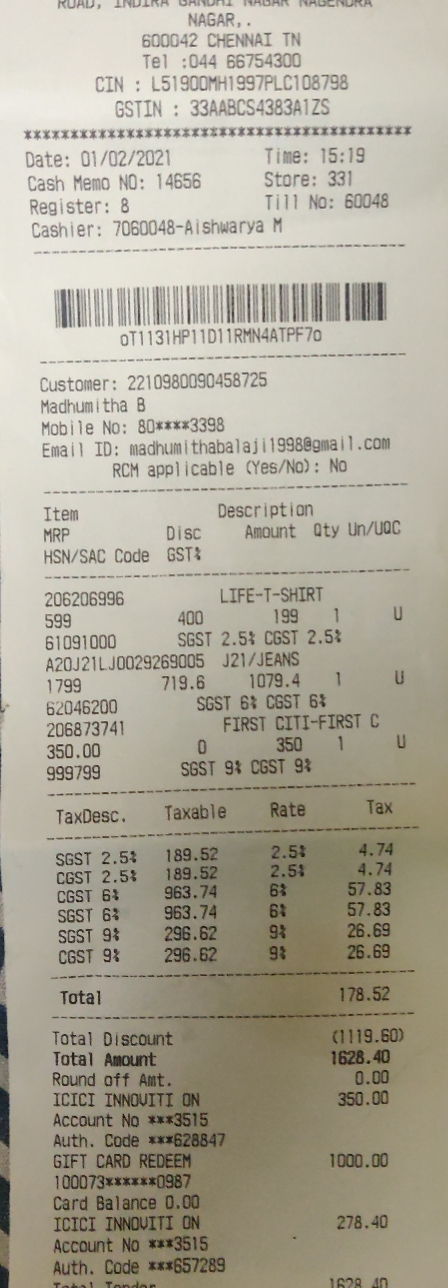 ROAD, INDIRA GANDHI NAGAR NAGENDRA
NAGAR,.
600042 CHENNAI TN
Tel :044 66754300
CIN : L51900MH1997PLC108798
GSTIN : 33AABCS4383A1ZS
******************************************
Date: 01/02/2021 Time: 15:19
Cash Memo NO: 14656 Store: 331
Register: 8 Till No: 60048
Cashier: 7060048-Aishwarya M
oT1131HP11D11RMN4ATPF7o
Customer: 2210980090458725
Madhumitha B
Mobile No: 80****3398
Email ID: madhumithabalaji1998@gmail.com
RCM applicable (Yes/No): No
Item Description
MRP Disc Amount Qty Un/UQC
HSN/SAC Code GST%
206206996 LIFE-T-SHIRT
599 400 199 1 U
61091000 SGST 2.5% CGST 2.5%
A20J21LJ0029269005 J21/JEANS
1799 719.6 1079.4 1 U
62046200 SGST 6% CGST 6%
206873741 FIRST CITI-FIRST C
350.00 0 350 1 U
999799 SGST 9% CGST 9%
TaxDesc. Taxable Rate Tax
SGST 2.5% 189.52 2.5% 4.74
CGST 2.5% 189.52 2.5% 4.74
CGST 6% 963.74 6% 57.83
SGST 6% 963.74 6% 57.83
SGST 9% 296.62 9% 26.69
CGST 9% 296.62 9% 26.69
Total 178.52
Total Discount (1119.60)
Total Amount 1628.40
Round off Amt. 0.00
ICICI INNOVITI ON 350.00
Account No ***3515
Auth. Code ***628847
GIFT CARD REDEEM 1000.00
100073******0987
Card Balance 0.00
ICICI INNOVITI ON 278.40
Account No ***3515
Auth. Code ***657289
Total Tender 1628.40